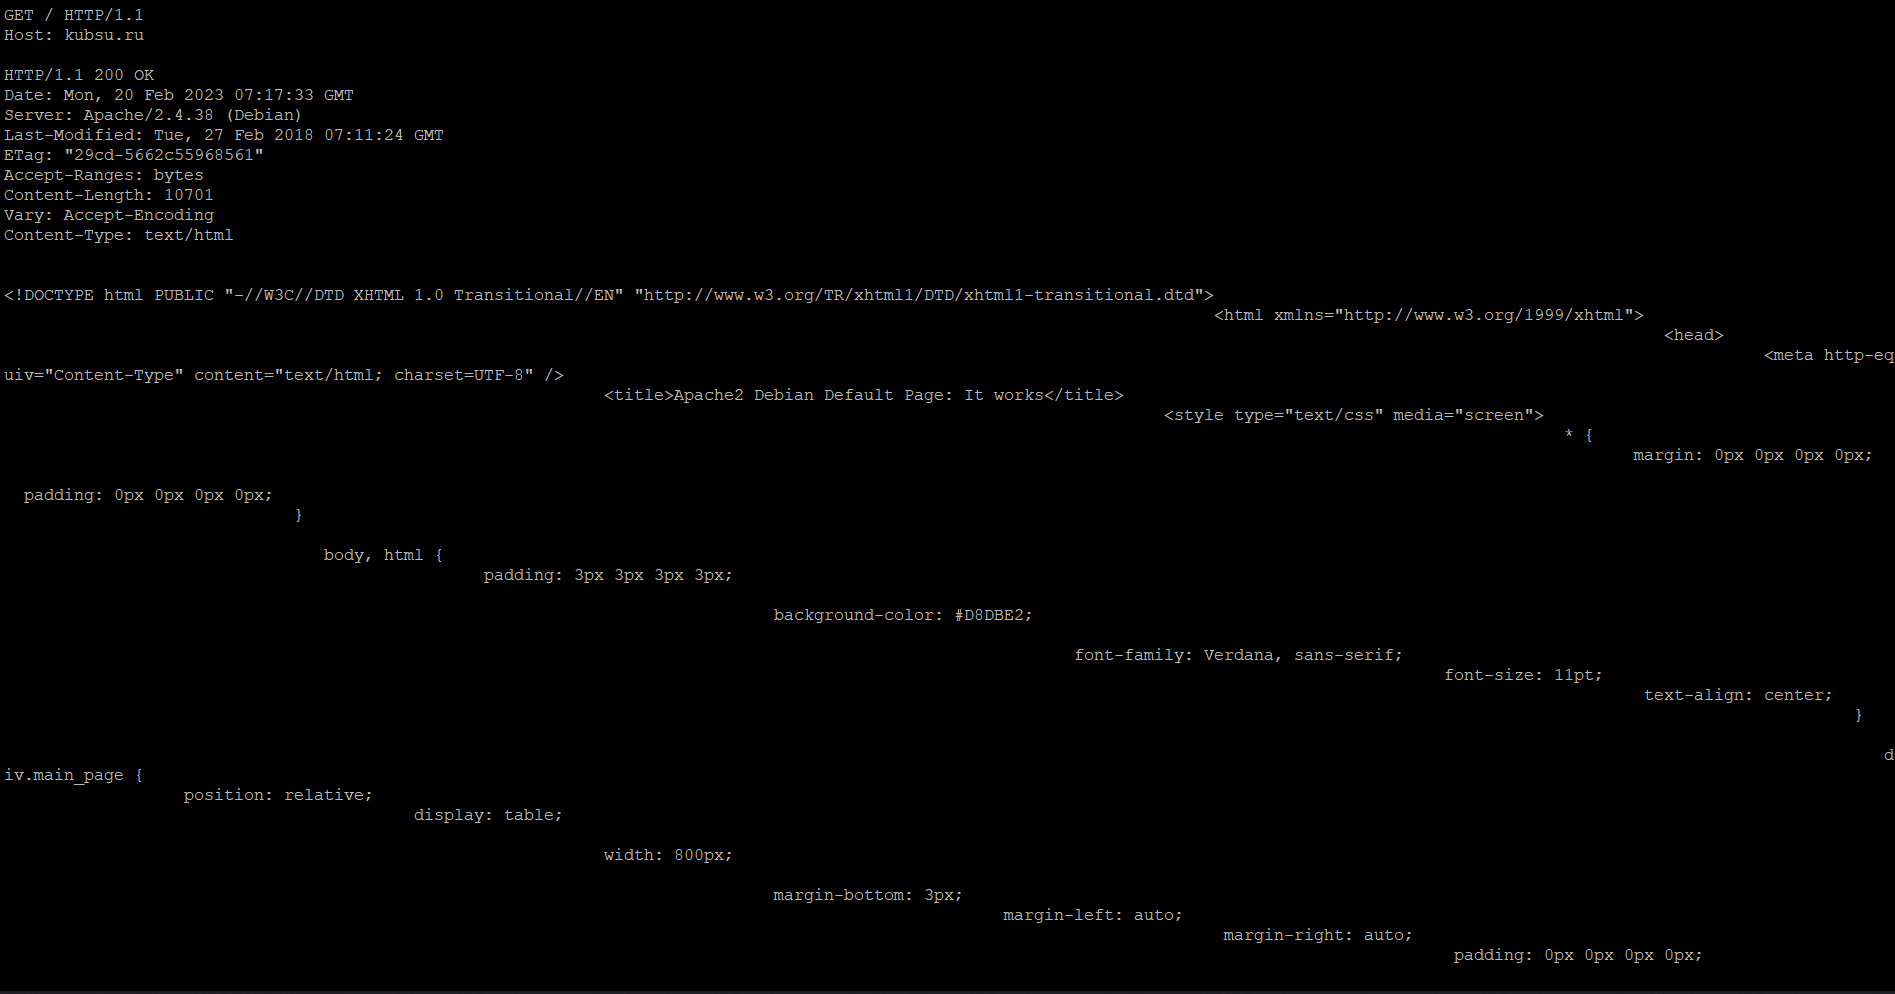 GET / HTTP/1.1
Host: kubsu.ru
HTTP/1.1 200 OK
Date: Mon, 20 Feb 2023 07:17:33 GMT
Server: Apache/2.4.38 (Debian)
Last-Modified: Tue, 27 Feb 2018 07:11:24 GMT
ETag: "29cd-5662c55968561"
Accept-Ranges: bytes
Content-Length: 10701
Vary: Accept-Encoding
Content-Type: text/html
<!DOCTYPE html PUBLIC "-//W3C//DTD XHTML 1.0 Transitional//EN" "http://www.w3.org/TR/xhtml1/DTD/xhtml1-transitional.dtd">
<html xmlns="http://www.w3.org/1999/xhtml">
<head>
<meta http-eq
uiv="Content-Type" content="text/html; charset=UTF-8" />
<title>Apache2 Debian Default Page: It works</title>
<style type="text/css" media="screen">
* {
margin: 0px 0px 0px 0px;
padding: 0px 0px 0px 0px;
}
body, html {
padding: 3px 3px 3px 3px;
background-color: #D8DBE2;
font-family: Verdana, sans-serif;
font-size: 11pt;
text-align: center;
}
d
iv.main_page {
position: relative;
display: table;
width: 800px;
margin-bottom: 3px;
margin-left: auto;
margin-right: auto;
padding: 0px 0px 0px 0px;